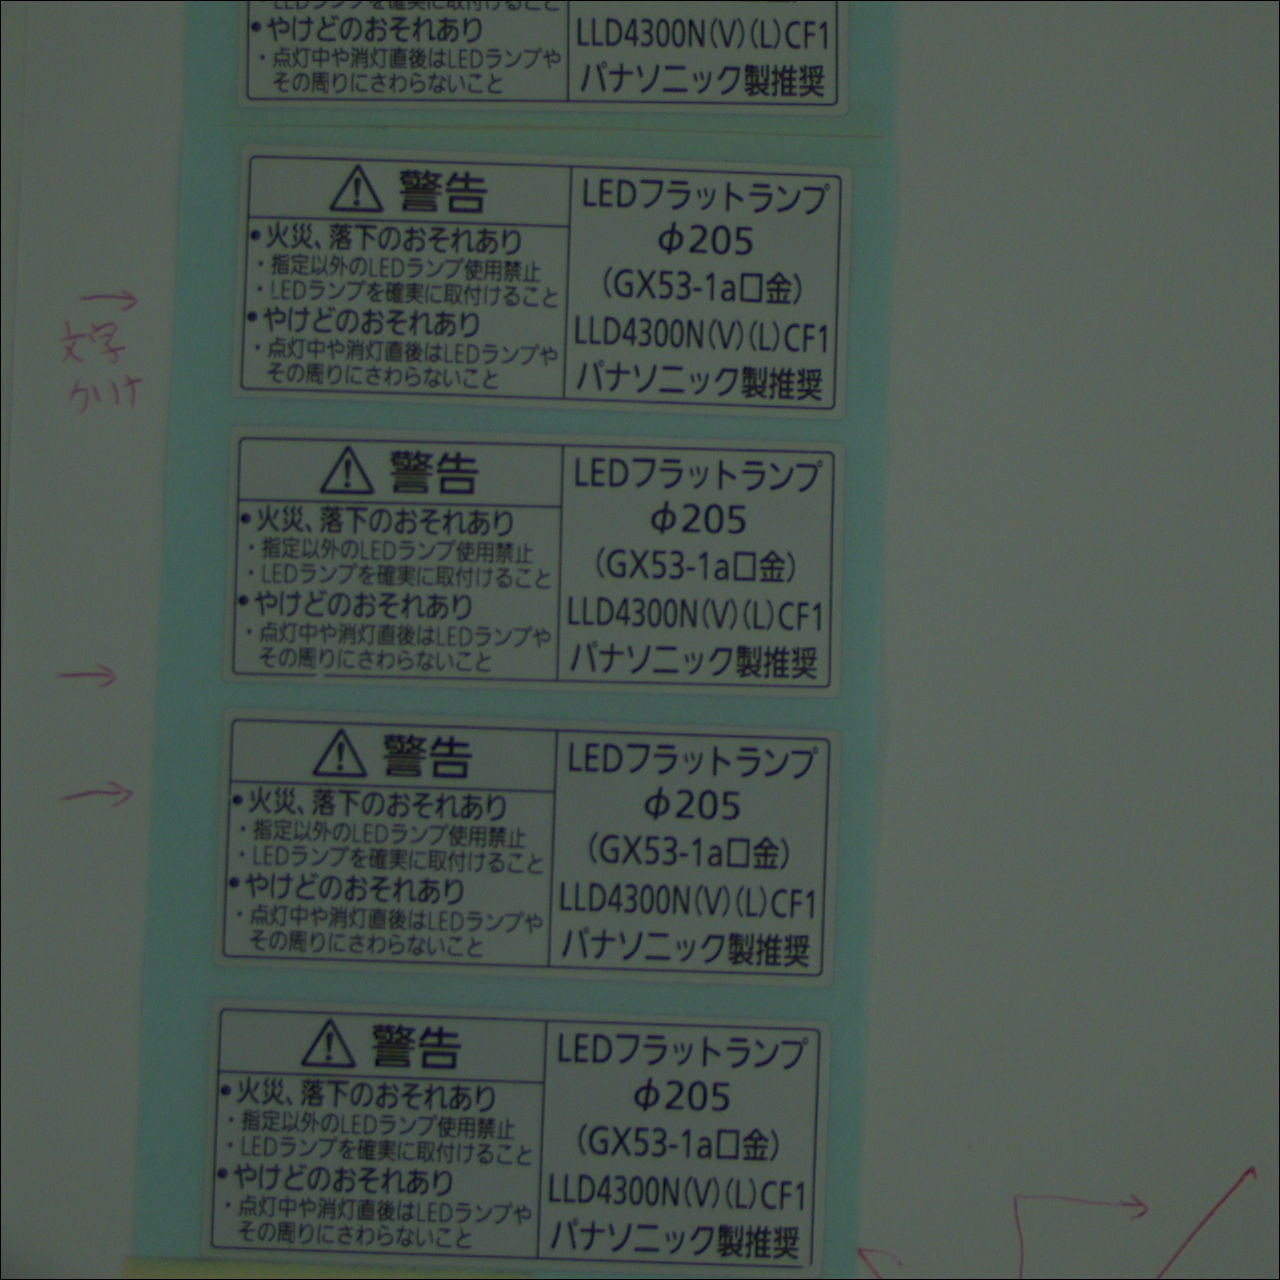 ・LEDランプを確実に取付けること
●やけどのおそれあり
・点灯中や消灯直後はLEDランプや
その周りにさわらないこと
LLD4300N(V)(L)CF1
パナソニック製推奨
警告
●火災、落下のおそれあり
・指定以外のLEDランプ使用禁止
・LEDランプを確実に取付けること
●やけどのおそれあり
・点灯中や消灯直後はLEDランプや
その周りにさわらないこと
LEDフラットランプ
Φ205
(GX53-1a口金)
LLD4300N(V)(L)CF1
パナソニック製推奨
文字
カケ
警告
●火災、落下のおそれあり
・指定以外のLEDランプ使用禁止
・LEDランプを確実に取付けること
●やけどのおそれあり
・点灯中や消灯直後はLEDランプや
その周りにさわらないこと
LEDフラットランプ
Φ205
(GX53-1a口金)
LLD4300N(V)(L)CF1
パナソニック製推奨
警告
●火災、落下のおそれあり
・指定以外のLEDランプ使用禁止
・LEDランプを確実に取付けること
●やけどのおそれあり
・点灯中や消灯直後はLEDランプや
その周りにさわらないこと
LEDフラットランプ
Φ205
(GX53-1a口金)
LLD4300N(V)(L)CF1
パナソニック製推奨
警告
●火災、落下のおそれあり
・指定以外のLEDランプ使用禁止
・LEDランプを確実に取付けること
●やけどのおそれあり
・点灯中や消灯直後はLEDランプや
その周りにさわらないこと
LEDフラットランプ
Φ205
(GX53-1a口金)
LLD4300N(V)(L)CF1
パナソニック製推奨